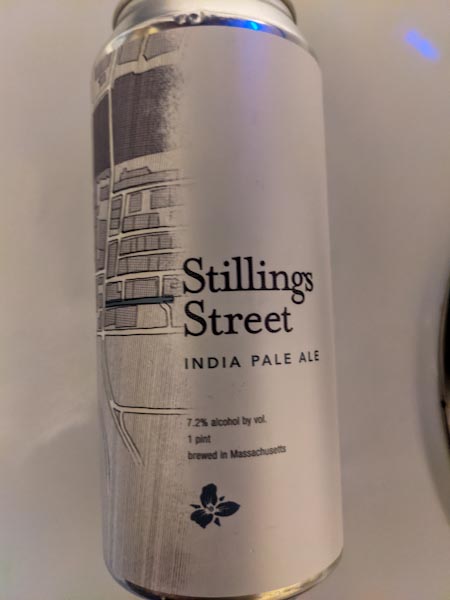 Stillings
Street
INDIA PALE ALE
7.2% alcohol by vol.
1 pint
brewed in Massachusetts